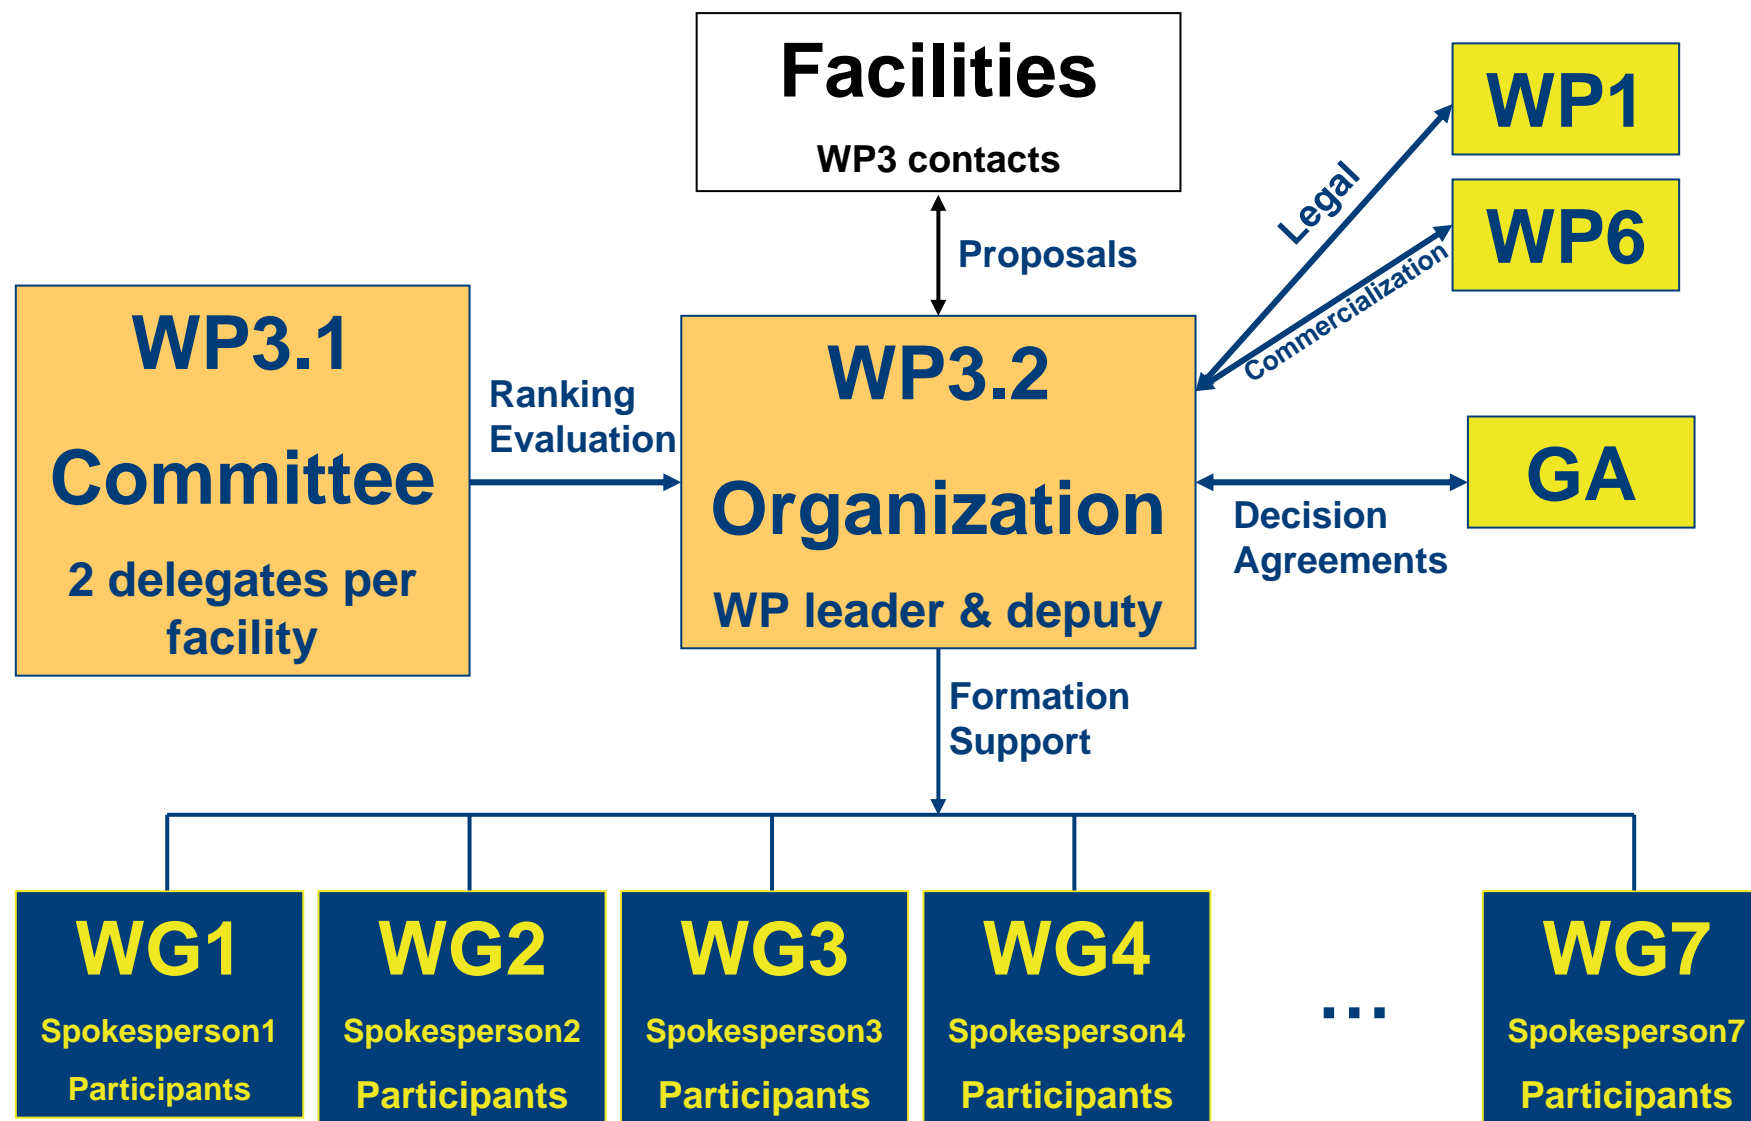 Facilities
WP3 contacts
WP1
Legal
WP6
Commercialization
Proposals
WP3.1
Committee
2 delegates per
facility
Ranking
Evaluation
WP3.2
Organization
WP leader & deputy
GA
Decision
Agreements
Formation
Support
WG1
Spokesperson1
Participants
WG2
Spokesperson2
Participants
WG3
Spokesperson3
Participants
WG4
Spokesperson4
Participants
...
WG7
Spokesperson7
Participants